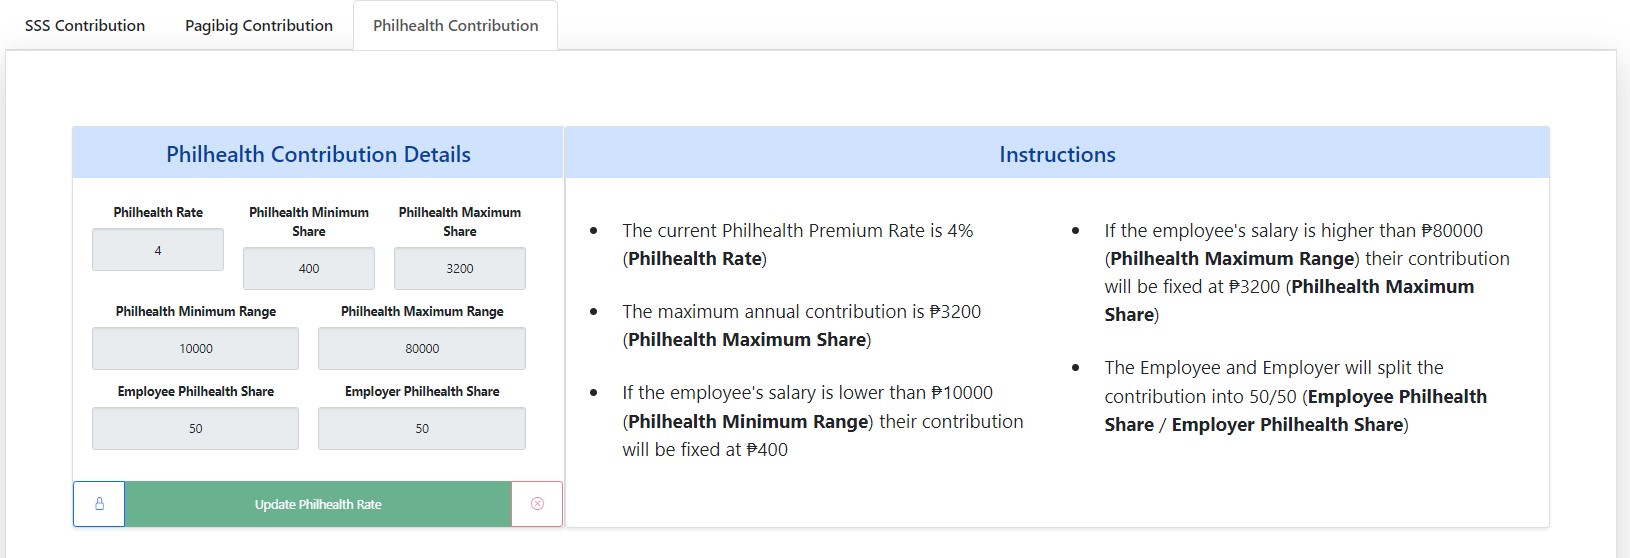 SSS Contribution
Pagibig Contribution
Philhealth Contribution
Philhealth Contribution Details
Philhealth Rate
4
Philhealth Minimum
Share
400
Philhealth Maximum
Share
3200
Philhealth Minimum Range
10000
Philhealth Maximum Range
80000
Employee Philhealth Share
50
Employer Philhealth Share
50
Update Philhealth Rate
Instructions
• The current Philhealth Premium Rate is 4%
(Philhealth Rate)
• The maximum annual contribution is ₱3200
(Philhealth Maximum Share)
• If the employee's salary is lower than ₱10000
(Philhealth Minimum Range) their contribution
will be fixed at ₱400
• If the employee's salary is higher than ₱80000
(Philhealth Maximum Range) their contribution
will be fixed at ₱3200 (Philhealth Maximum
Share)
• The Employee and Employer will split the
contribution into 50/50 (Employee Philhealth
Share / Employer Philhealth Share)